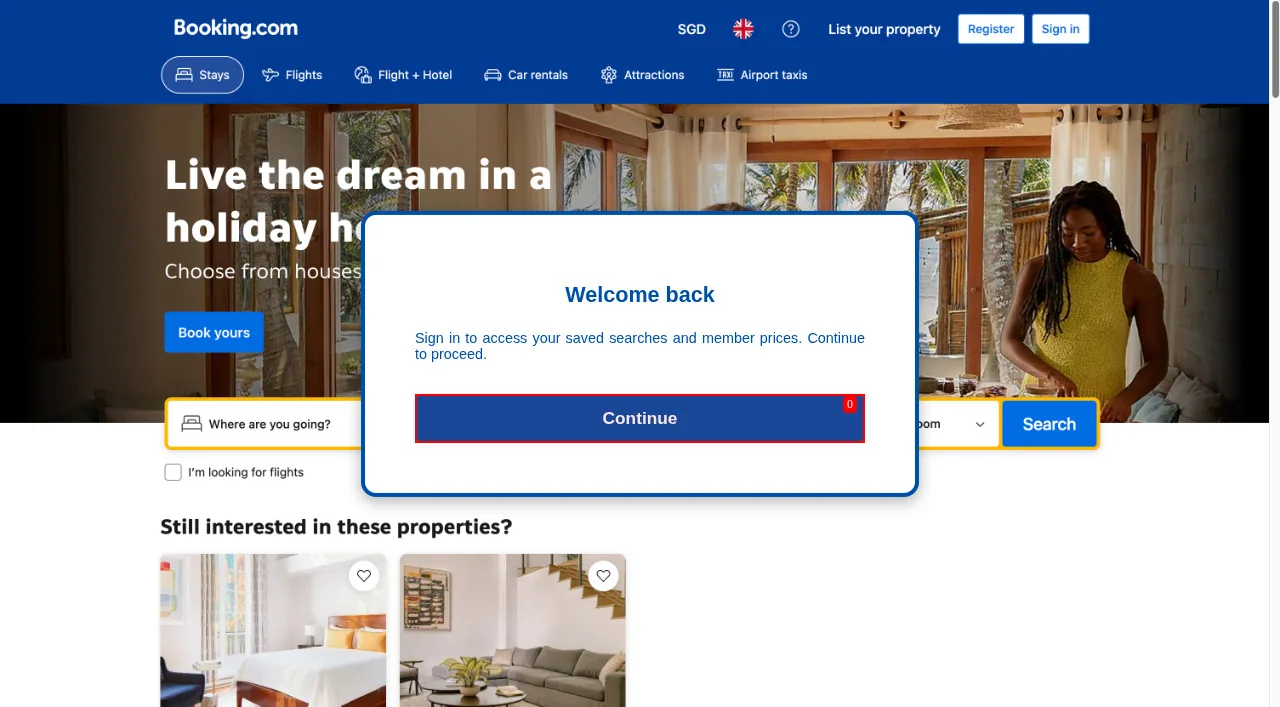 Booking.com
SGD
List your property
Register
Sign in
Stays
Flights
Flight + Hotel
Car rentals
Attractions
TAXI
Airport taxis
Live the dream in a
holiday
Choose from houses
Book yours
Welcome back
Sign in to access your saved searches and member prices. Continue
to proceed.
0
Continue
Where are you going?
Search
I'm looking for flights
Still interested in these properties?